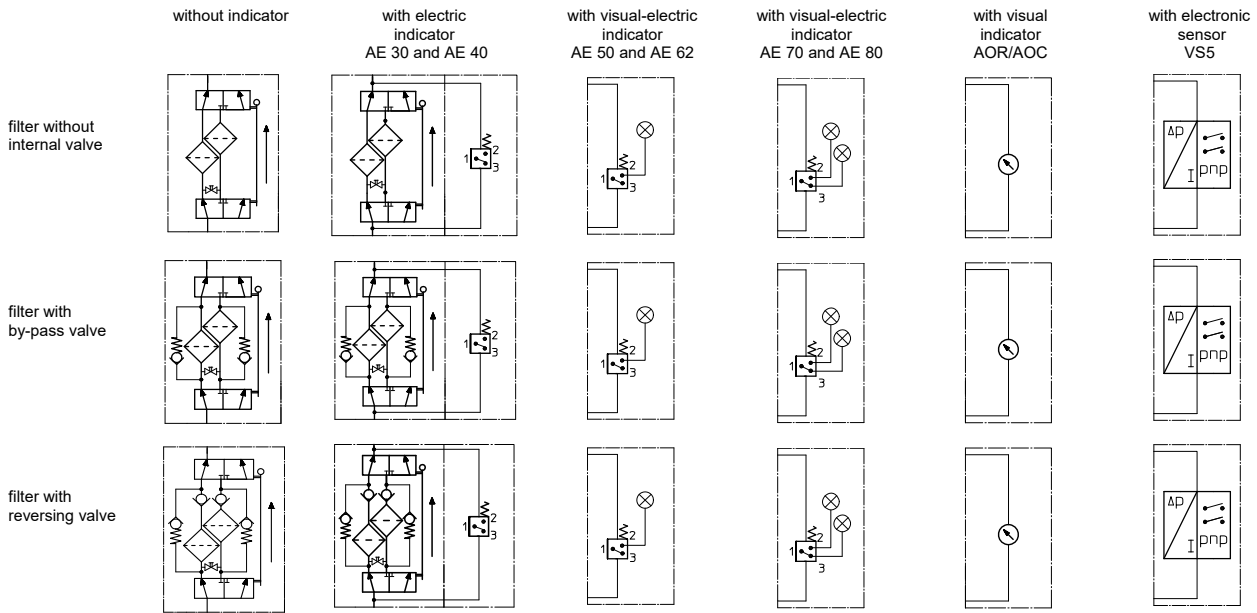 without indicator
with electric
indicator
AE 30 and AE 40
with visual-electric
indicator
AE 50 and AE 62
with visual-electric
indicator
AE 70 and AE 80
with visual
indicator
AOR/AOC
with electronic
sensor
VS5
filter without
internal valve
1 2
3
1 2
3
1 2
3
Δp
I pnp
filter with
by-pass valve
1 2
3
1 2
3
1 2
3
Δp
I pnp
filter with
reversing valve
1 2
3
1 2
3
1 2
3
Δp
I pnp